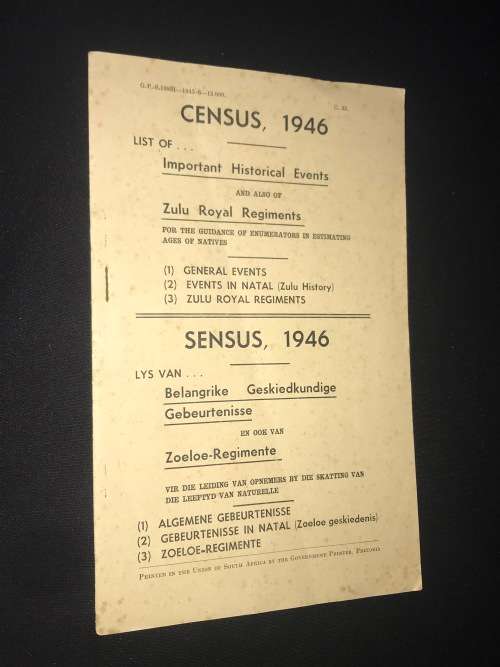 C. 33.
CENSUS, 1946
LIST OF . . .
Important Historical Events
AND ALSO OF
Zulu Royal Regiments
FOR THE GUIDANCE OF ENUMERATORS IN ESTIMATING
AGES OF NATIVES
(1) GENERAL EVENTS
(2) EVENTS IN NATAL (Zulu History)
(3) ZULU ROYAL REGIMENTS
SENSUS, 1946
LYS VAN . . .
Belangrike Geskiedkundige
Gebeurtenisse
EN OOK VAN
Zoeloe-Regimente
VIR DIE LEIDING VAN OPNEMERS BY DIE SKATTING VAN
DIE LEEFTYD VAN NATURELLE
(1) ALGEMENE GEBEURTENISSE
(2) GEBEURTENISSE IN NATAL (Zoeloe geskiedenis)
(3) ZOELOE-REGIMENTE
PRINTED IN THE UNION OF SOUTH AFRICA BY THE GOVERNMENT PRINTER, PRETORIA